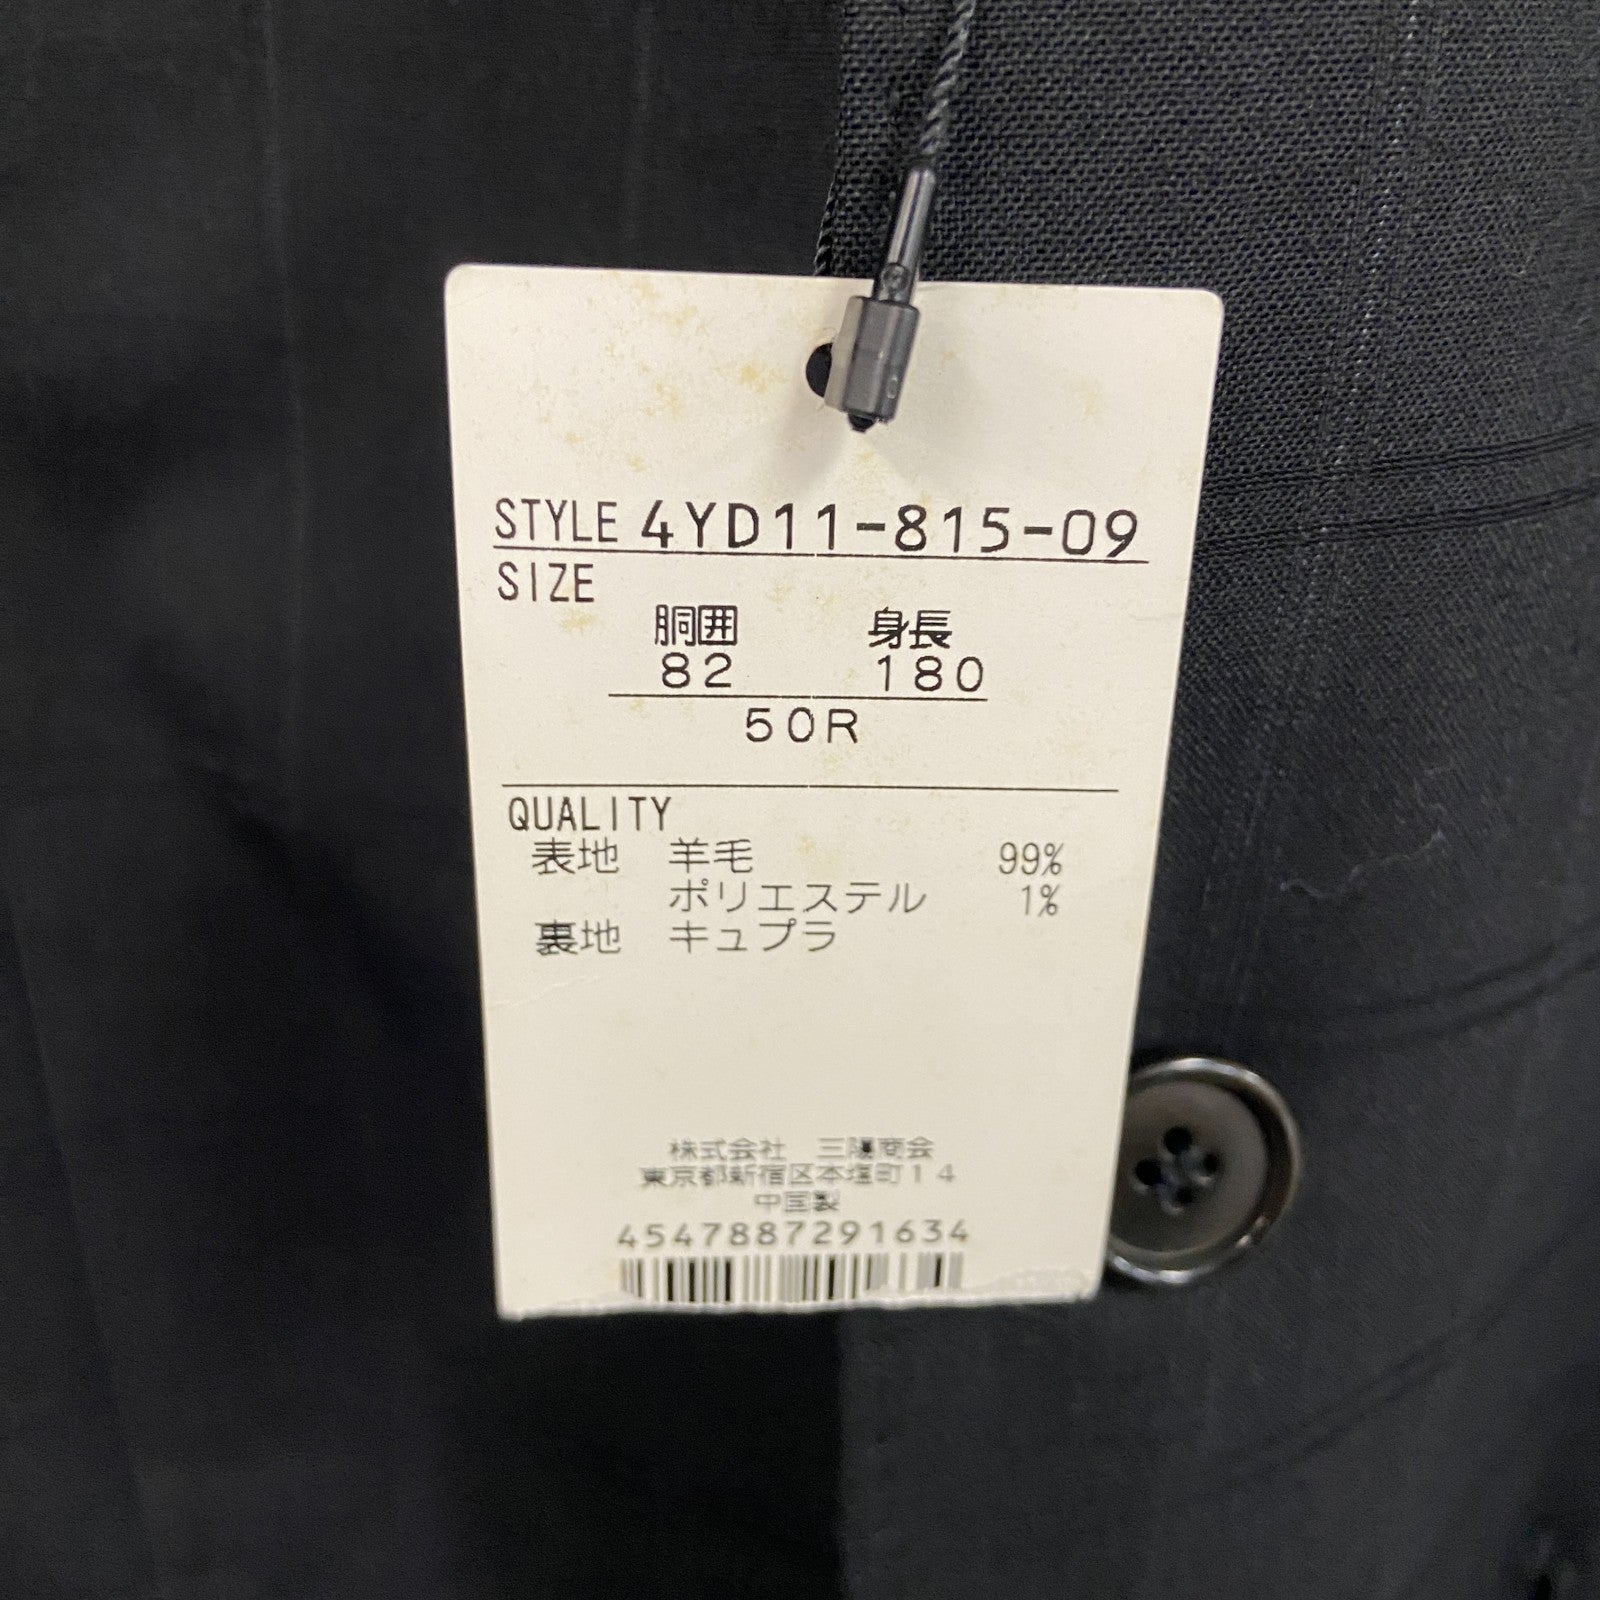 STYLE 4YD11-815-09
SIZE
胴囲 身長
82 180
50R
QUALITY
表地 羊毛 99%
ポリエステル 1%
裏地 キュプラ
株式会社 三陽商会
東京都新宿区本塩町14
中国製
4547887291634